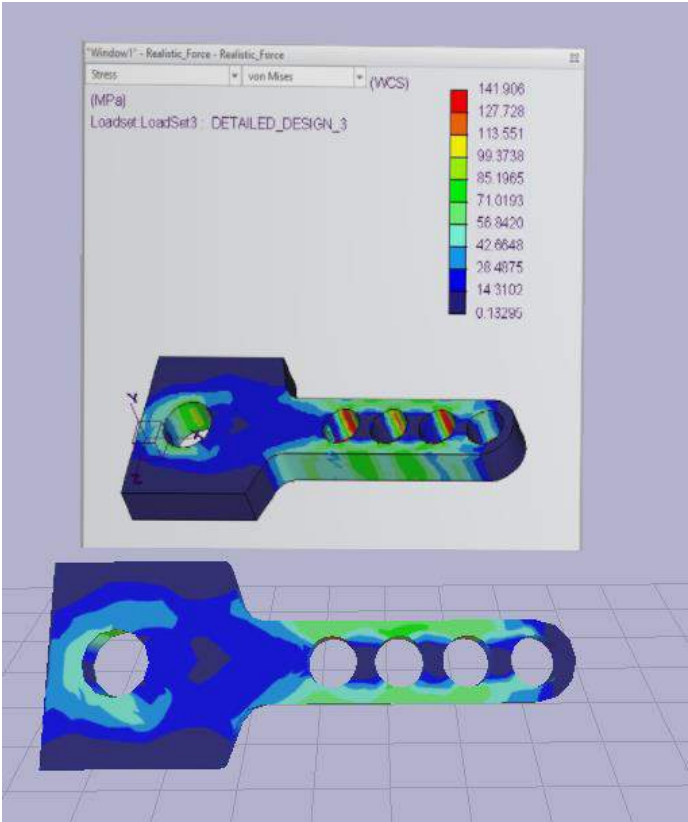 "Window1" - Realistic_Force - Realistic_Force
Stress von Mises (WCS)
(MPa)
Loadset:LoadSet3 : DETAILED_DESIGN_3
141.906
127.728
113.551
99.3738
85.1965
71.0193
56.8420
42.6648
28.4875
14.3102
0.13295